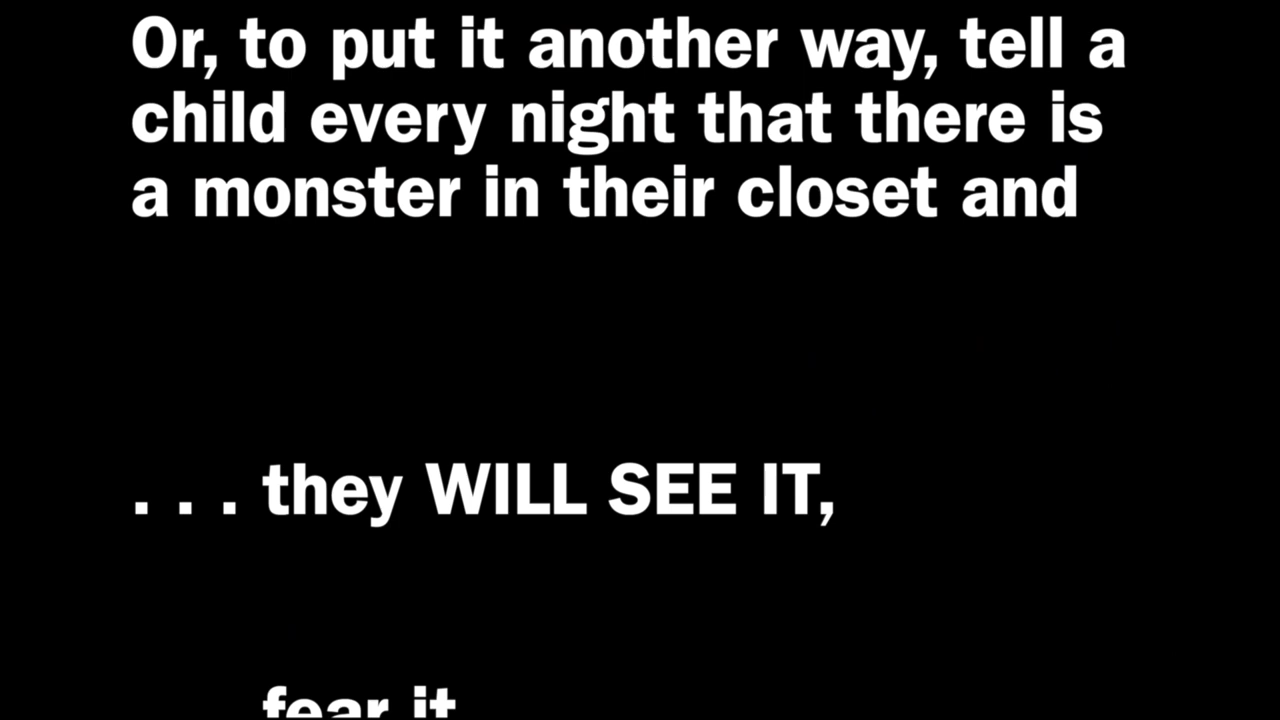 Or, to put it another way, tell a
child every night that there is
a monster in their closet and
. . . they WILL SEE IT,
fear it